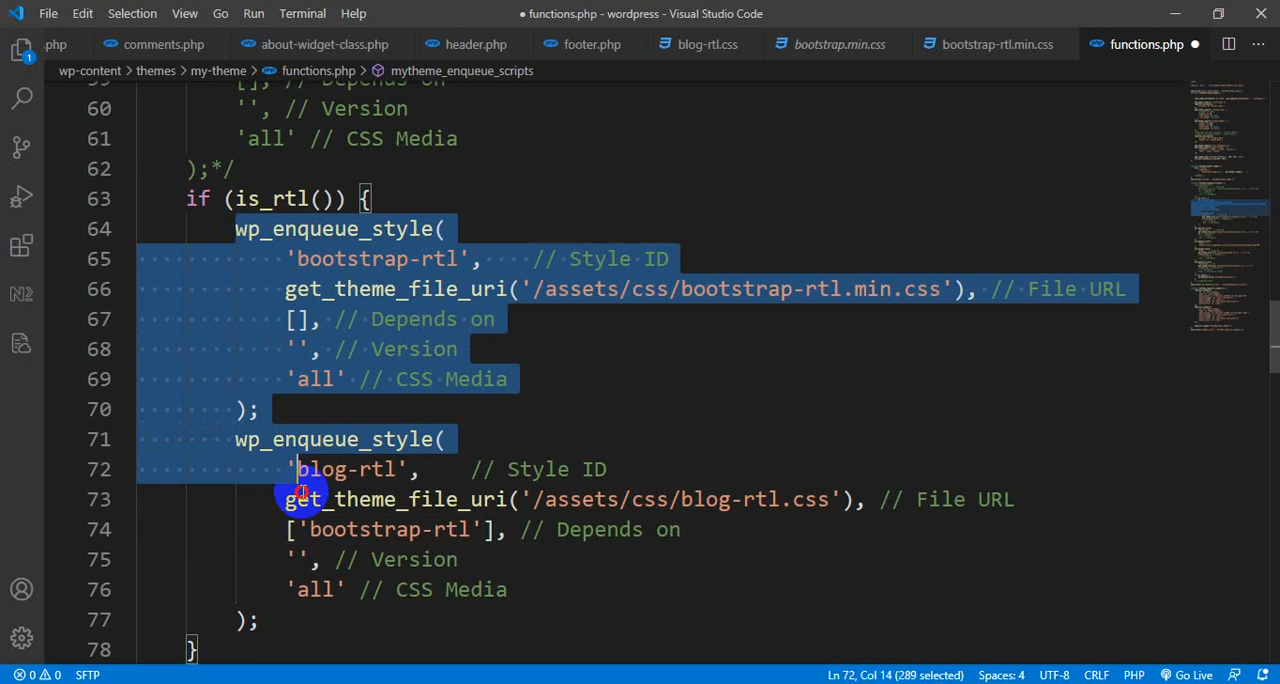 File Edit Selection View Go Run Terminal Help ● functions.php - wordpress - Visual Studio Code
.php comments.php about-widget-class.php header.php footer.php blog-rtl.css bootstrap.min.css bootstrap-rtl.min.css functions.php ●
wp-content > themes > my-theme > functions.php > mytheme_enqueue_scripts
59 [], // Depends on
60 '', // Version
61 'all' // CSS Media
62 );*/
63 if (is_rtl()) {
64 wp_enqueue_style(
65 'bootstrap-rtl', // Style ID
66 get_theme_file_uri('/assets/css/bootstrap-rtl.min.css'), // File URL
67 [], // Depends on
68 '', // Version
69 'all' // CSS Media
70 );
71 wp_enqueue_style(
72 'blog-rtl', // Style ID
73 get_theme_file_uri('/assets/css/blog-rtl.css'), // File URL
74 ['bootstrap-rtl'], // Depends on
75 '', // Version
76 'all' // CSS Media
77 );
78 }
1
0 0 SFTP Ln 72, Col 14 (289 selected) Spaces: 4 UTF-8 CRLF PHP Go Live